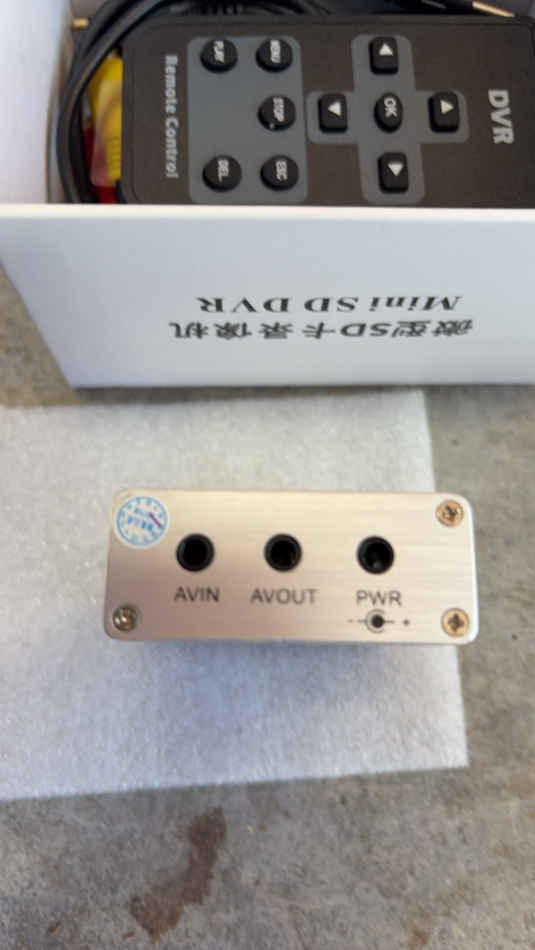 DVR
MENU
PLAY
STOP
OK
ESC
DEL
Remote Control
微型SD卡录像机
Mini SD DVR
AVIN
AVOUT
PWR
- +